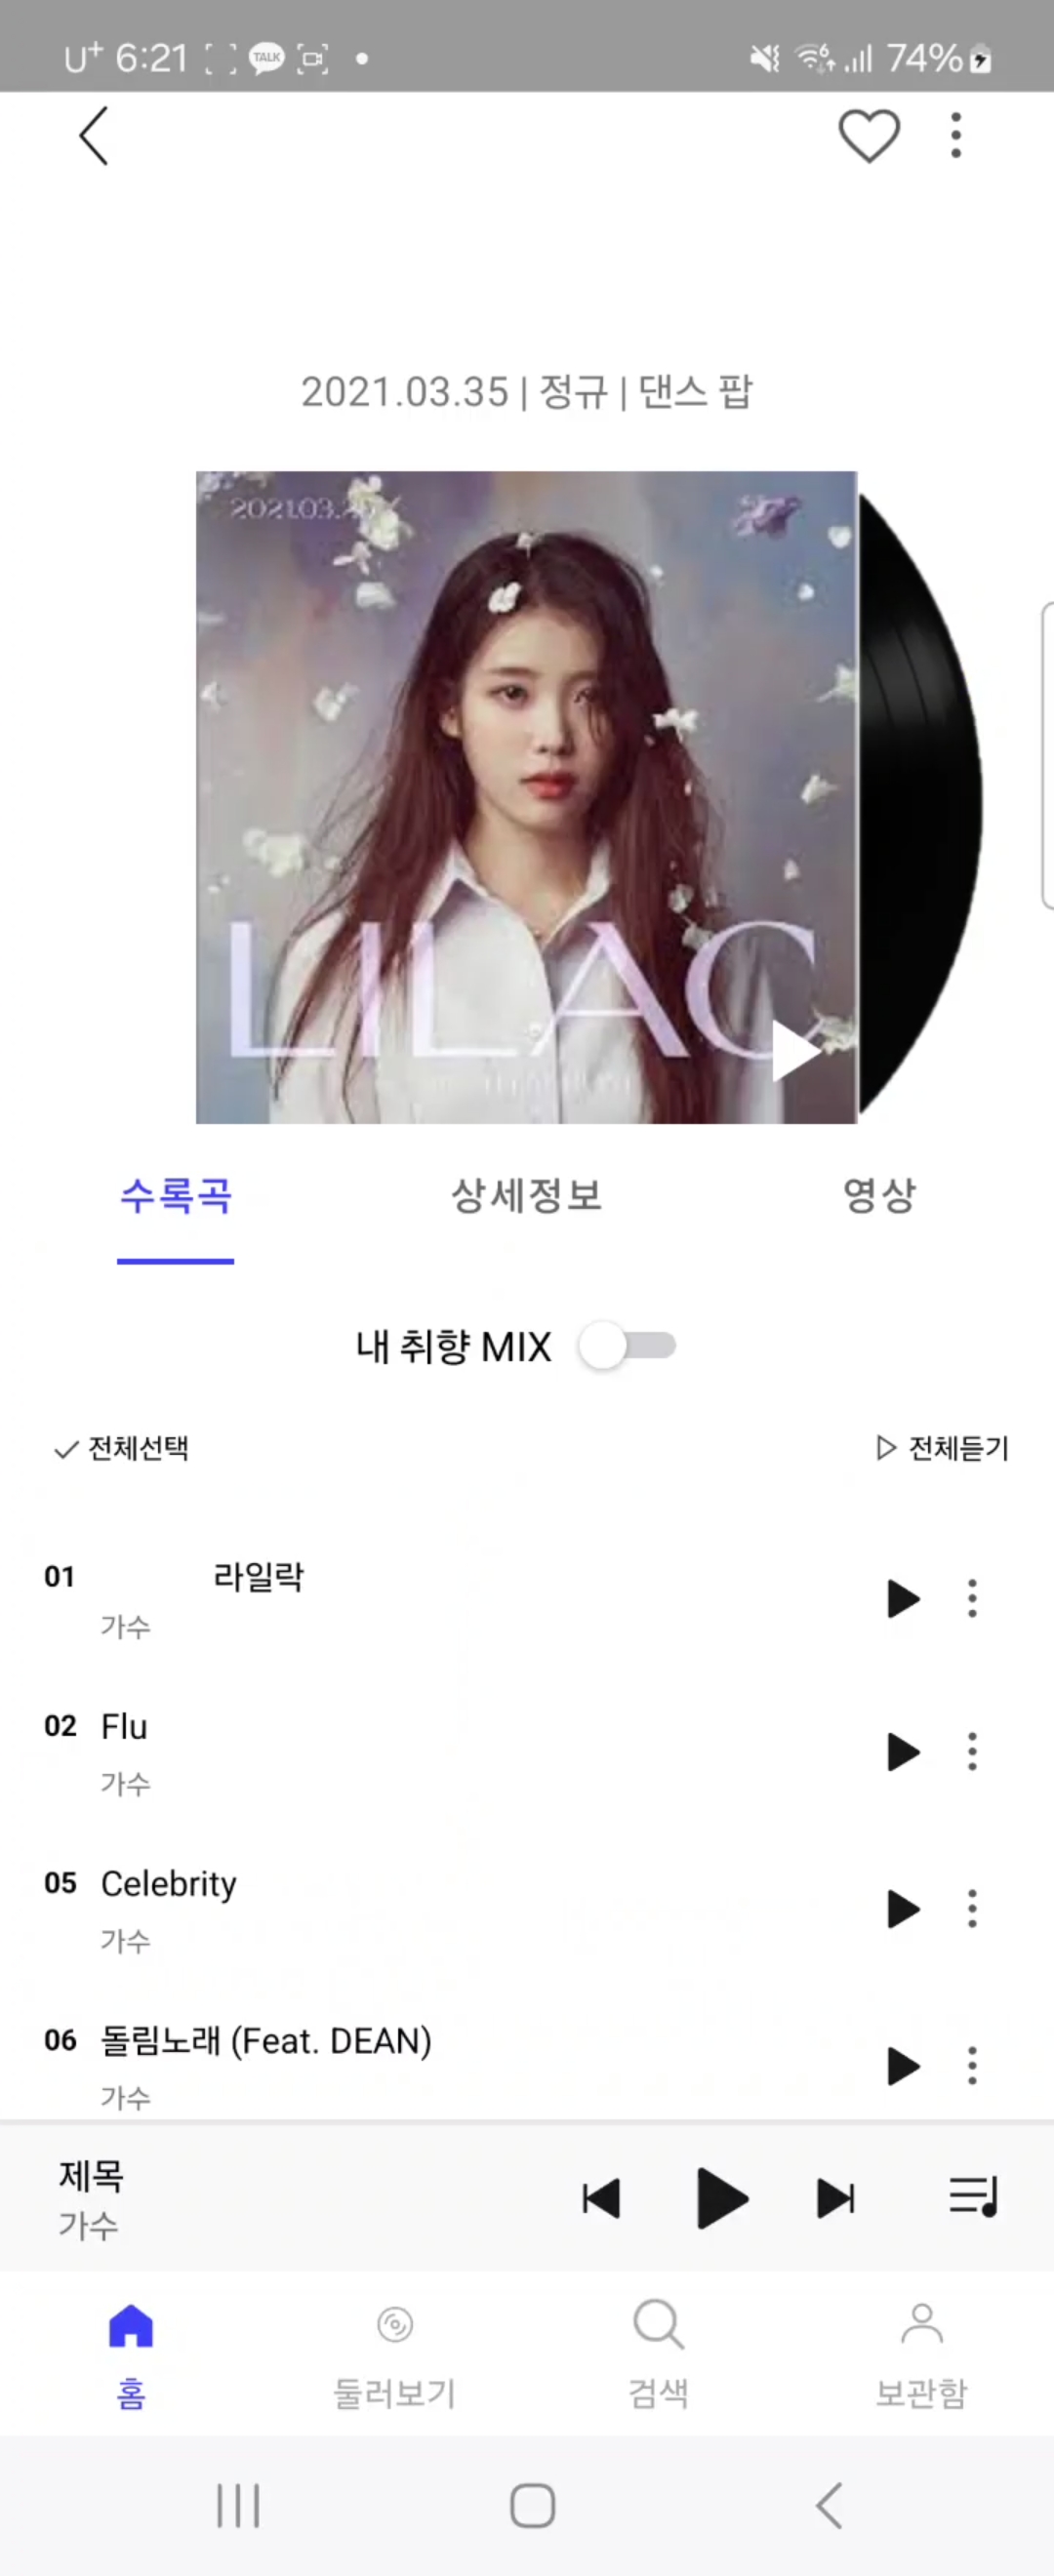 U+ 6:21 TALK 74%
2021.03.35 | 정규 | 댄스 팝
2021.03.
LILAC
수록곡 상세정보 영상
내 취향 MIX
전체선택 전체듣기
01 라일락
가수
02 Flu
가수
05 Celebrity
가수
06 돌림노래 (Feat. DEAN)
가수
제목
가수
홈 둘러보기 검색 보관함